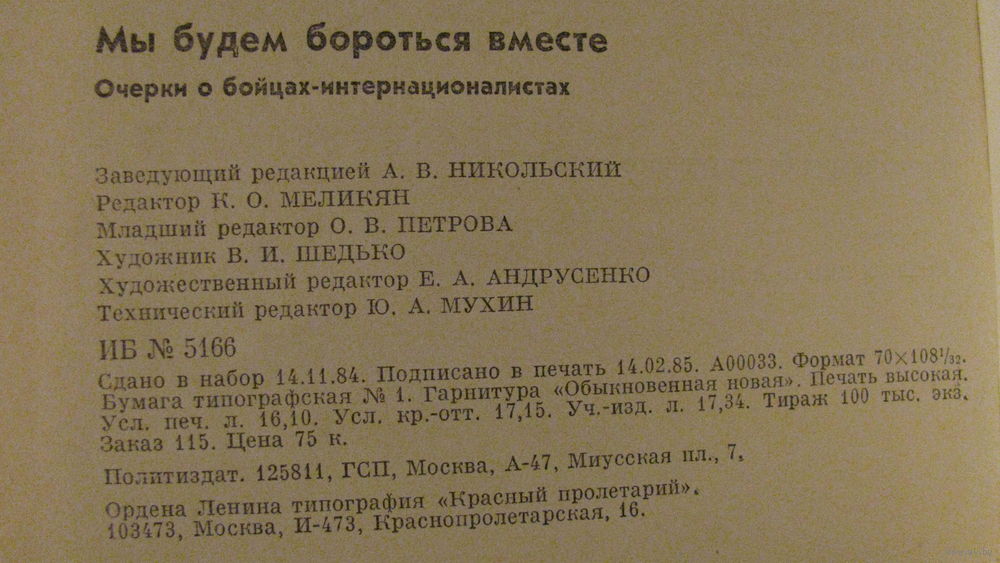 Мы будем бороться вместе
Очерки о бойцах-интернационалистах
Заведующий редакцией А. В. НИКОЛЬСКИЙ
Редактор К. О. МЕЛИКЯН
Младший редактор О. В. ПЕТРОВА
Художник В. И. ШЕДЬКО
Художественный редактор Е. А. АНДРУСЕНКО
Технический редактор Ю. А. МУХИН
ИБ № 5166
Сдано в набор 14.11.84. Подписано в печать 14.02.85. А00033. Формат 70×108¹/₃₂.
Бумага типографская № 1. Гарнитура «Обыкновенная новая». Печать высокая.
Усл. печ. л. 16,10. Усл. кр.-отт. 17,15. Уч.-изд. л. 17,34. Тираж 100 тыс. экз.
Заказ 115. Цена 75 к.
Политиздат. 125811, ГСП, Москва, А-47, Миусская пл., 7.
Ордена Ленина типография «Красный пролетарий».
103473, Москва, И-473, Краснопролетарская, 16.